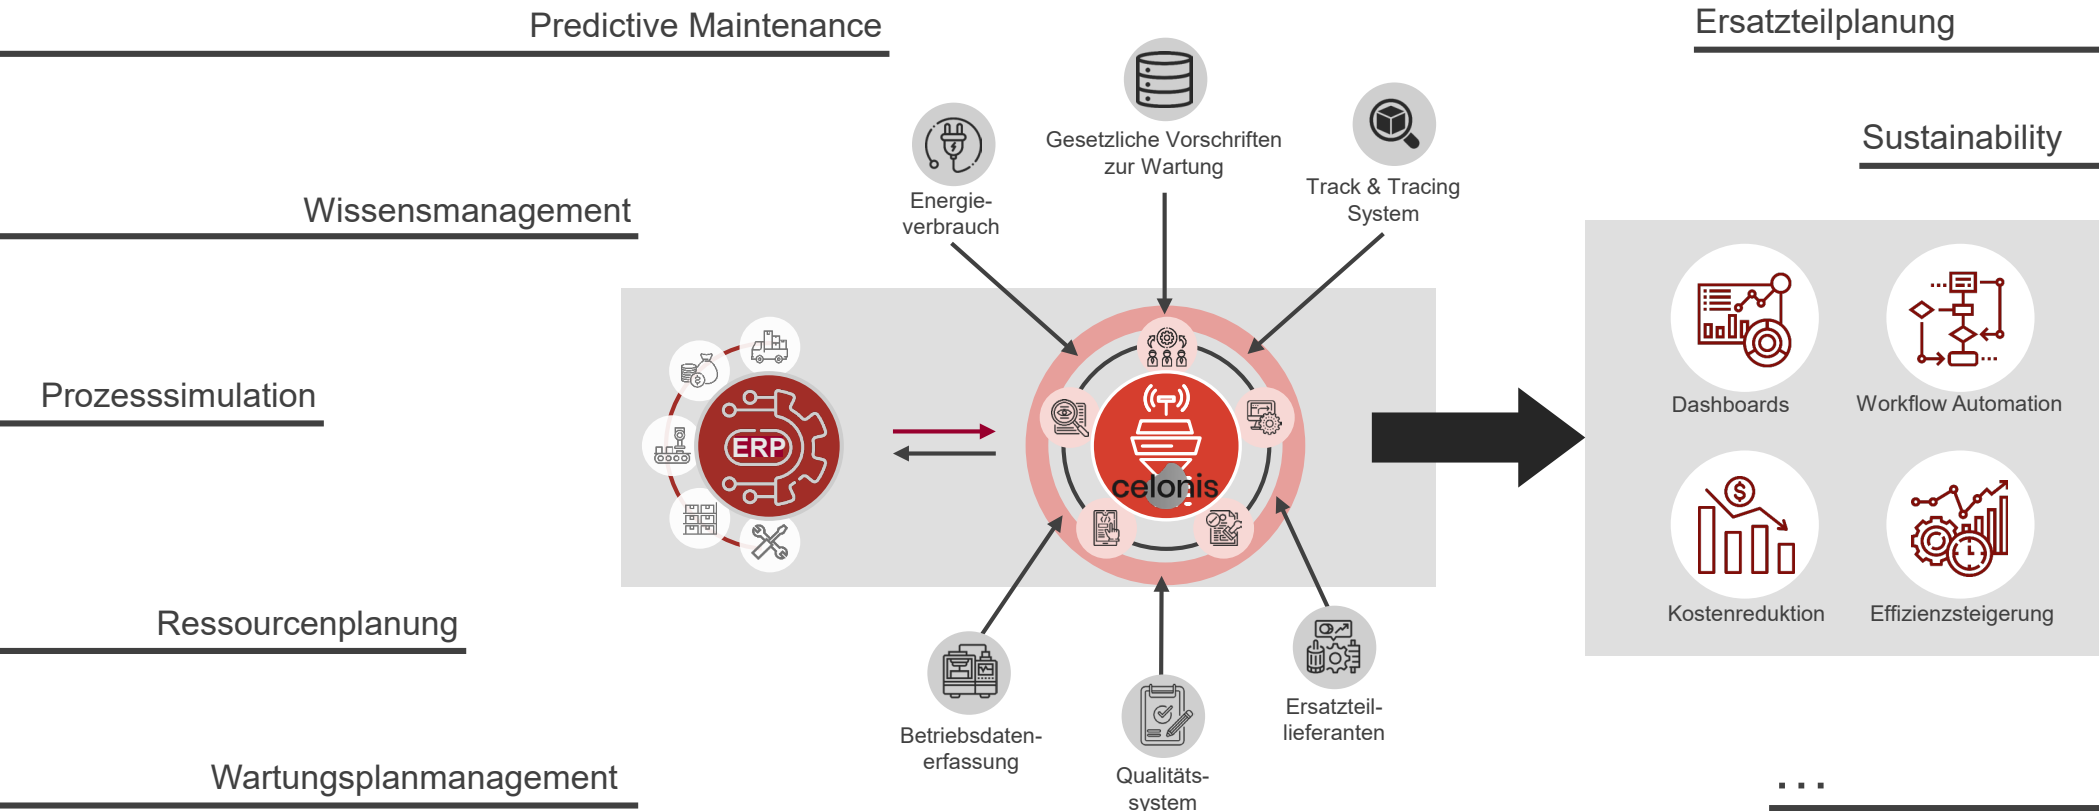 Predictive Maintenance
Ersatzteilplanung
Gesetzliche Vorschriften
zur Wartung
Sustainability
Track & Tracing
System
Energie-
verbrauch
Wissensmanagement
Prozesssimulation
ERP
celonis
Dashboards
Workflow Automation
Kostenreduktion
Effizienzsteigerung
Ressourcenplanung
Ersatzteil-
lieferanten
Betriebsdaten-
erfassung
Qualitäts-
system
Wartungsplanmanagement
...